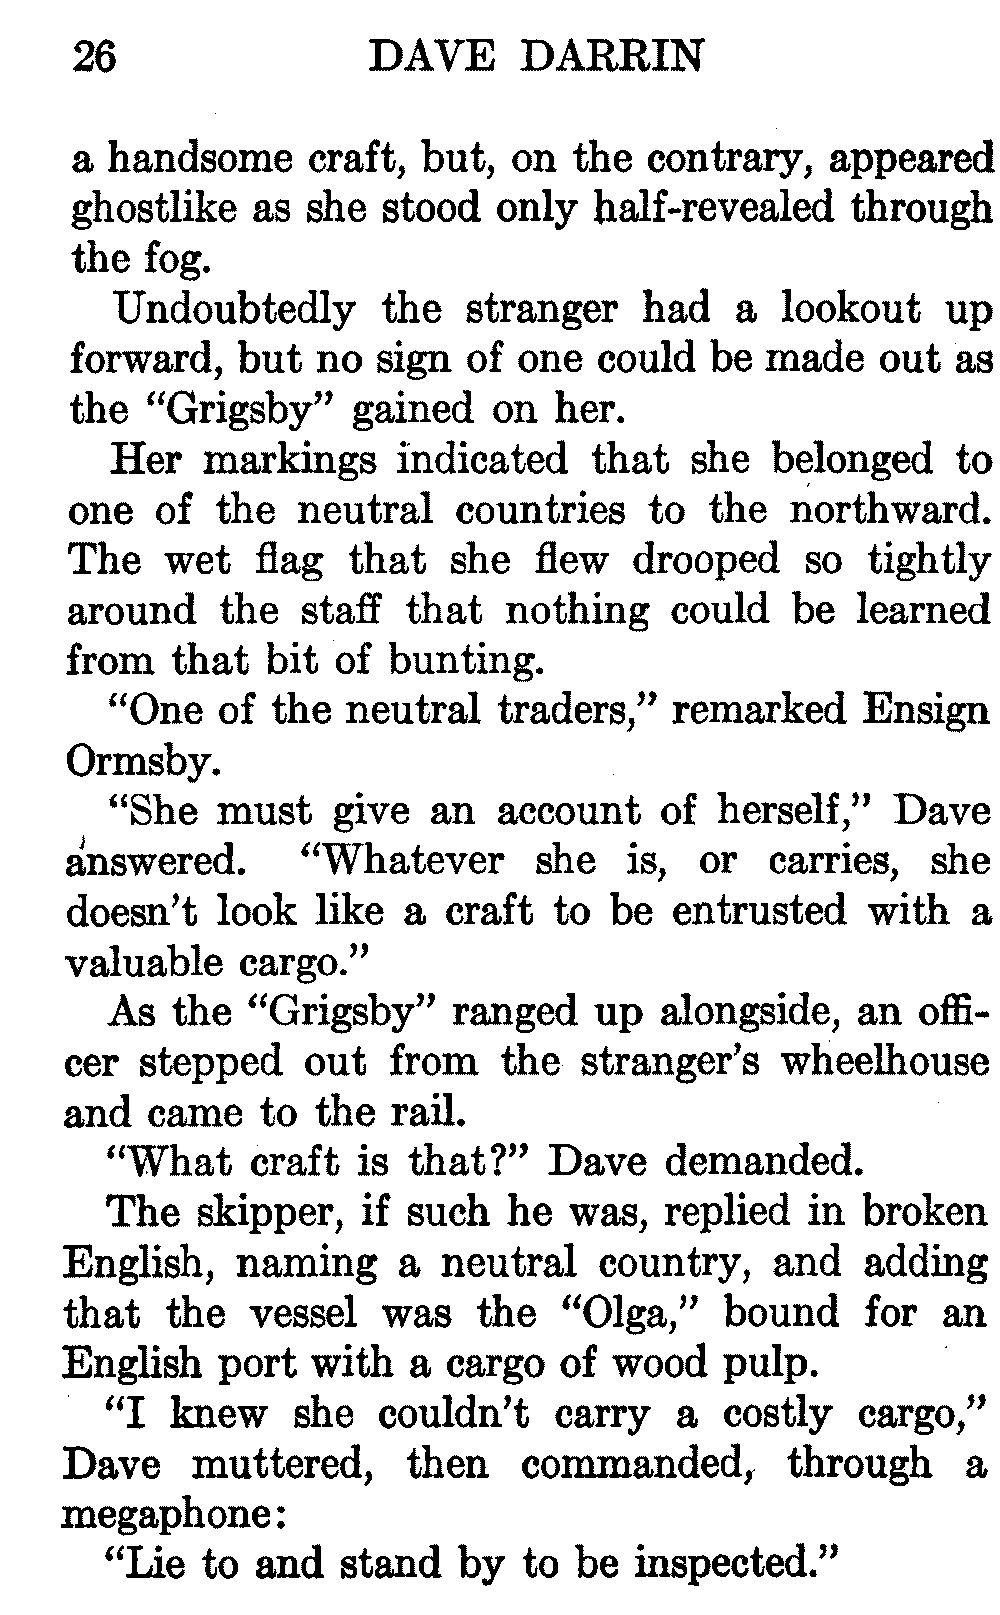 26 DAVE DARRIN
a handsome craft, but, on the contrary, appeared
ghostlike as she stood only half-revealed through
the fog.
Undoubtedly the stranger had a lookout up
forward, but no sign of one could be made out as
the “Grigsby” gained on her.
Her markings indicated that she belonged to
one of the neutral countries to the northward.
The wet flag that she flew drooped so tightly
around the staff that nothing could be learned
from that bit of bunting.
“One of the neutral traders,” remarked Ensign
Ormsby.
“She must give an account of herself,” Dave
answered. “Whatever she is, or carries, she
doesn’t look like a craft to be entrusted with a
valuable cargo.”
As the “Grigsby” ranged up alongside, an offi-
cer stepped out from the stranger’s wheelhouse
and came to the rail.
“What craft is that?” Dave demanded.
The skipper, if such he was, replied in broken
English, naming a neutral country, and adding
that the vessel was the “Olga,” bound for an
English port with a cargo of wood pulp.
“I knew she couldn’t carry a costly cargo,”
Dave muttered, then commanded, through a
megaphone:
“Lie to and stand by to be inspected.”